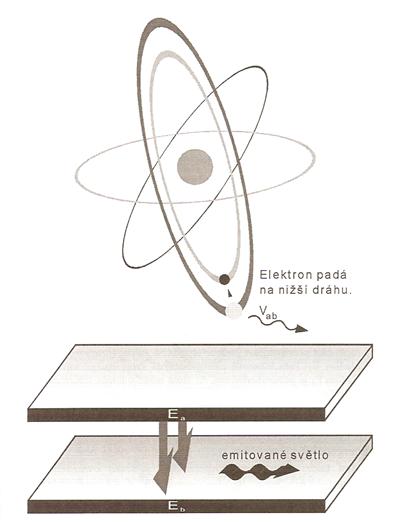 Elektron padá
na nižší dráhu.
Vab
Ea
emitované světlo
Eb